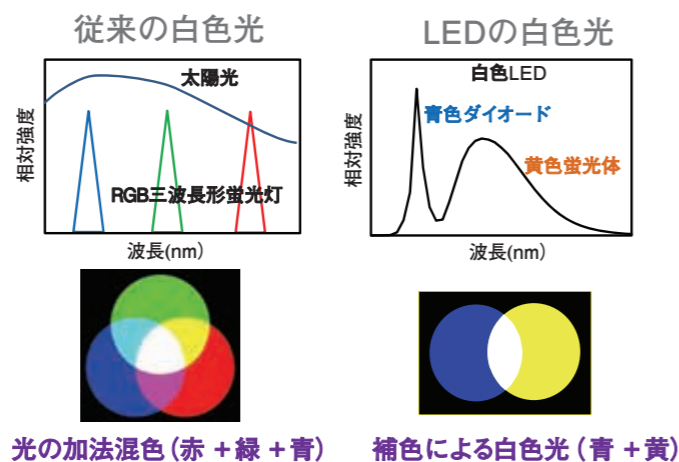 従来の白色光
太陽光
RGB三波長形蛍光灯
相対強度
波長(nm)
光の加法混色(赤 + 緑 + 青)
LEDの白色光
白色LED
青色ダイオード
黄色蛍光体
相対強度
波長(nm)
補色による白色光(青 + 黄)